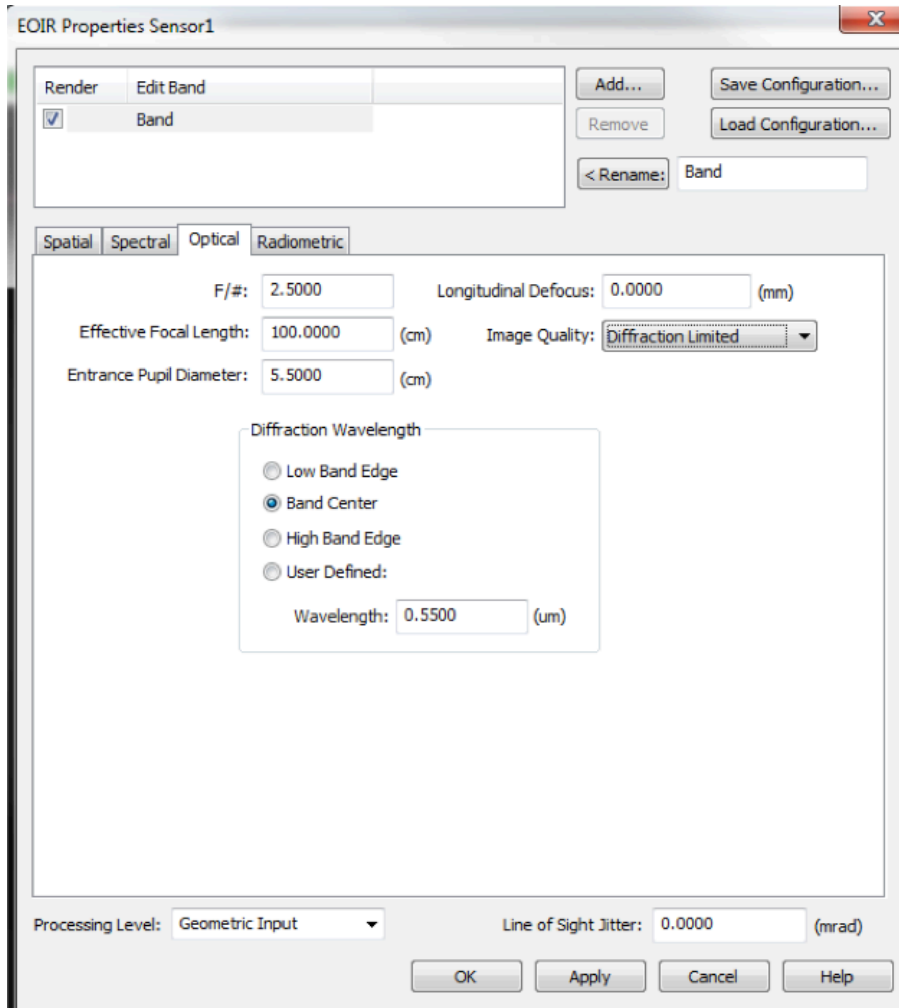 EOIR Properties Sensor1
Render Edit Band
Band
Add...
Save Configuration...
Remove
Load Configuration...
< Rename: Band
Spatial Spectral Optical Radiometric
F/#: 2.5000 Longitudinal Defocus: 0.0000 (mm)
Effective Focal Length: 100.0000 (cm) Image Quality: Diffraction Limited
Entrance Pupil Diameter: 5.5000 (cm)
Diffraction Wavelength
Low Band Edge
Band Center
High Band Edge
User Defined:
Wavelength: 0.5500 (um)
Processing Level: Geometric Input Line of Sight Jitter: 0.0000 (mrad)
OK Apply Cancel Help